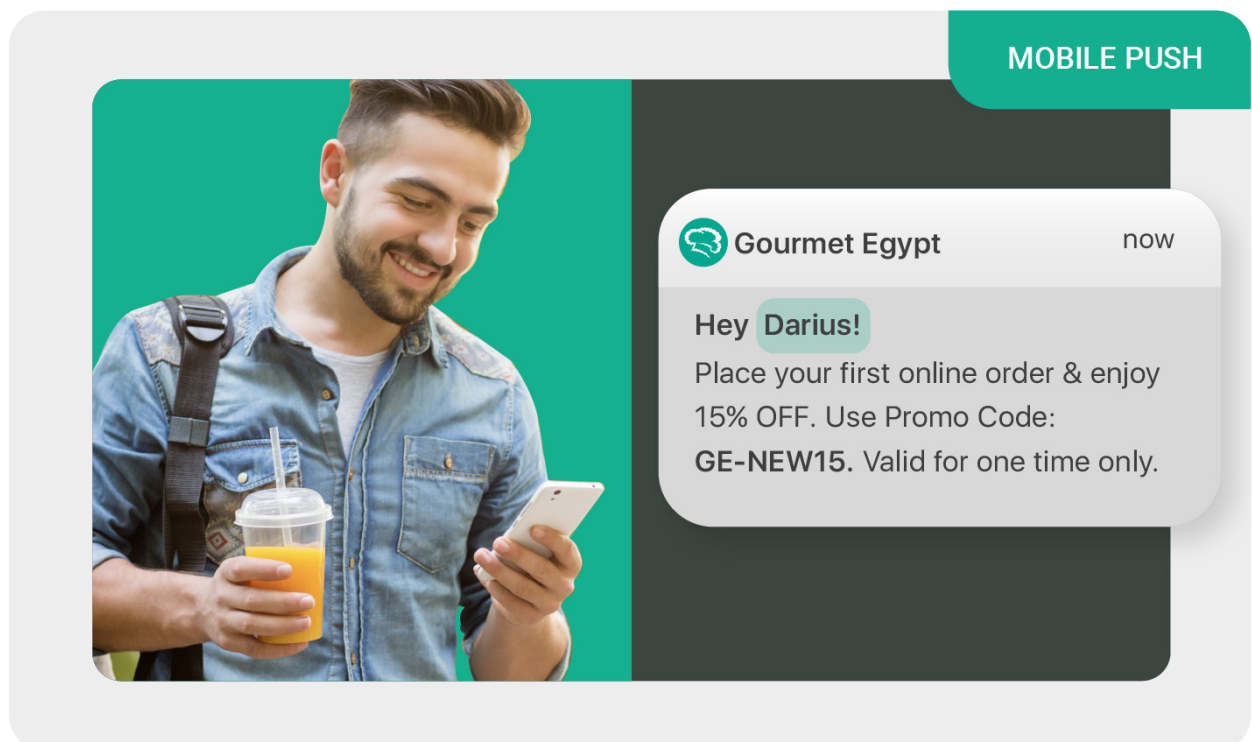 MOBILE PUSH
Gourmet Egypt
now
Hey Darius!
Place your first online order & enjoy
15% OFF. Use Promo Code:
GE-NEW15. Valid for one time only.